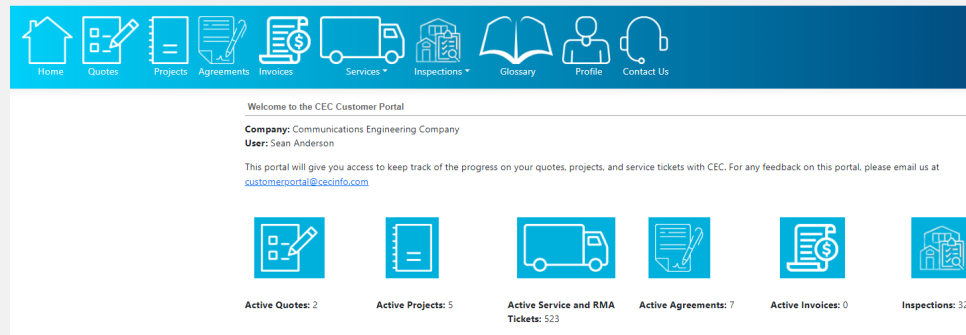 Home Quotes Projects Agreements Invoices Services Inspections Glossary Profile Contact Us
Welcome to the CEC Customer Portal
Company: Communications Engineering Company
User: Sean Anderson
This portal will give you access to keep track of the progress on your quotes, projects, and service tickets with CEC. For any feedback on this portal, please email us at
customerportal@cecinfo.com
Active Quotes: 2 Active Projects: 5 Active Service and RMA Active Agreements: 7 Active Invoices: 0 Inspections: 32
Tickets: 523